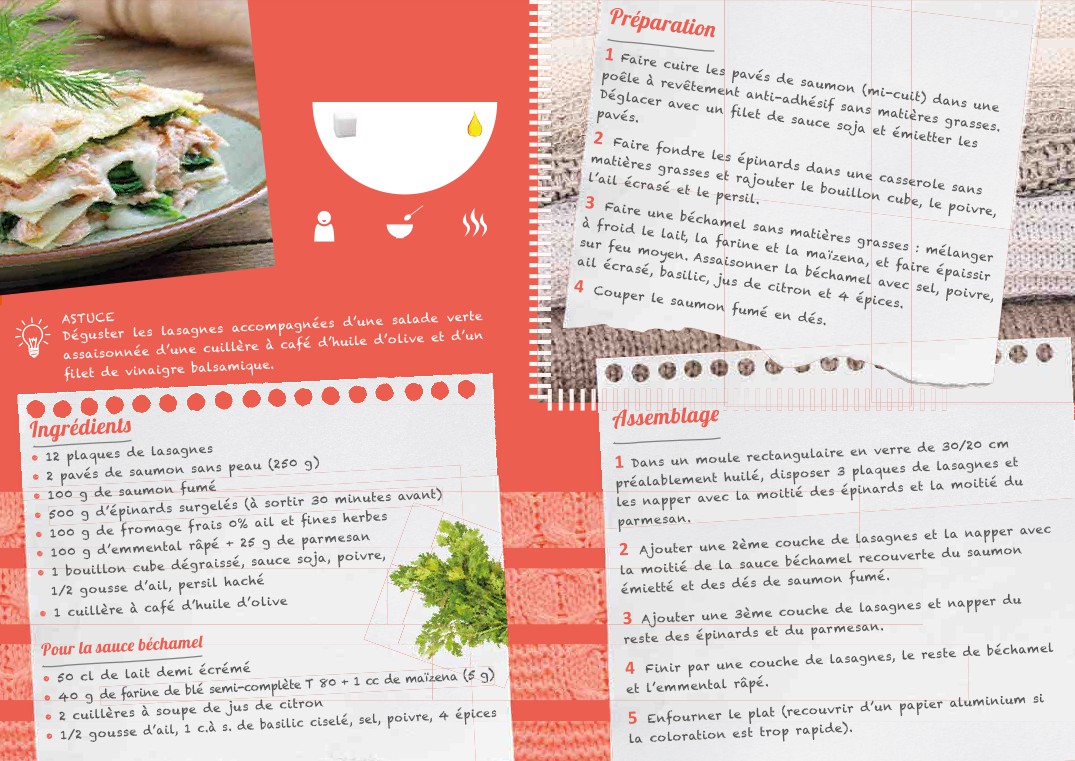 ASTUCE
Déguster les lasagnes accompagnées d'une salade verte
assaisonnée d'une cuillère à café d'huile d'olive et d'un
filet de vinaigre balsamique.
Ingrédients
• 12 plaques de lasagnes
• 2 pavés de saumon sans peau (250 g)
• 100 g de saumon fumé
• 500 g d'épinards surgelés (à sortir 30 minutes avant)
• 100 g de fromage frais 0% ail et fines herbes
• 100 g d'emmental râpé + 25 g de parmesan
• 1 bouillon cube dégraissé, sauce soja, poivre,
1/2 gousse d'ail, persil haché
• 1 cuillère à café d'huile d'olive
Pour la sauce béchamel
• 50 cl de lait demi écrémé
• 40 g de farine de blé semi-complète T 80 + 1 cc de maïzena (5 g)
• 2 cuillères à soupe de jus de citron
• 1/2 gousse d'ail, 1 c.à s. de basilic ciselé, sel, poivre, 4 épices
Préparation
1 Faire cuire les pavés de saumon (mi-cuit) dans une
poêle à revêtement anti-adhésif sans matières grasses.
Déglacer avec un filet de sauce soja et émietter les
pavés.
2 Faire fondre les épinards dans une casserole sans
matières grasses et rajouter le bouillon cube, le poivre,
l'ail écrasé et le persil.
3 Faire une béchamel sans matières grasses : mélanger
à froid le lait, la farine et la maïzena, et faire épaissir
sur feu moyen. Assaisonner la béchamel avec sel, poivre,
ail écrasé, basilic, jus de citron et 4 épices.
4 Couper le saumon fumé en dés.
Assemblage
1 Dans un moule rectangulaire en verre de 30/20 cm
préalablement huilé, disposer 3 plaques de lasagnes et
les napper avec la moitié des épinards et la moitié du
parmesan.
2 Ajouter une 2ème couche de lasagnes et la napper avec
la moitié de la sauce béchamel recouverte du saumon
émietté et des dés de saumon fumé.
3 Ajouter une 3ème couche de lasagnes et napper du
reste des épinards et du parmesan.
4 Finir par une couche de lasagnes, le reste de béchamel
et l'emmental râpé.
5 Enfourner le plat (recouvrir d'un papier aluminium si
la coloration est trop rapide).